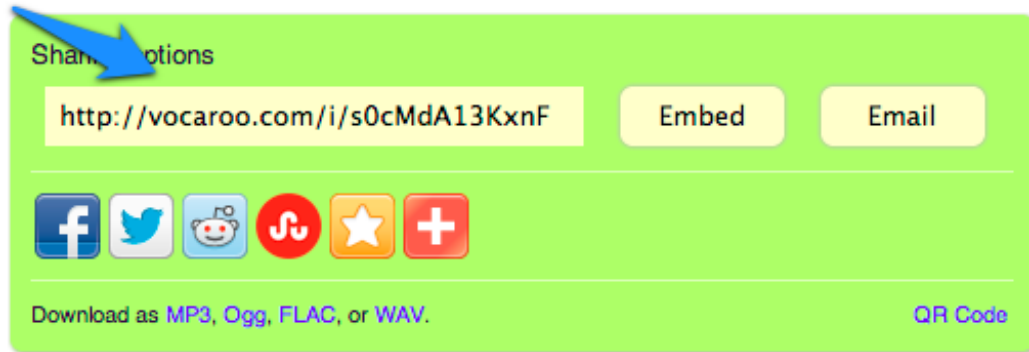 http://vocaroo.com/i/s0cMdA13KxnF Embed Email
Download as MP3, Ogg, FLAC, or WAV. QR Code